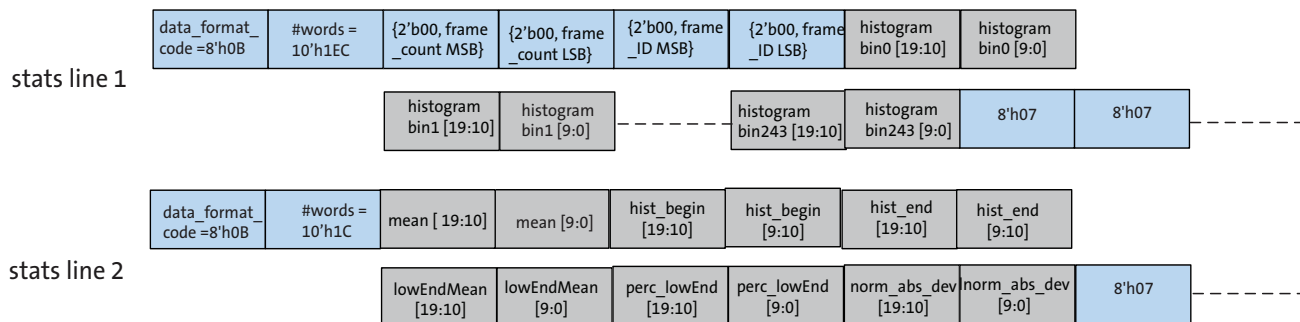 data_format_
code =8'h0B
#words =
10'h1EC
{2'b00, frame
_count MSB}
{2'b00, frame
_count LSB}
{2'b00, frame
_ID MSB}
{2'b00, frame
_ID LSB}
histogram
bin0 [19:10]
histogram
bin0 [9:0]
stats line 1
histogram
bin1 [19:10]
histogram
bin1 [9:0]
histogram
bin243 [19:10]
histogram
bin243 [9:0]
8'h07
8'h07
data_format_
code =8'h0B
#words =
10'h1C
mean [ 19:10]
mean [9:0]
hist_begin
[19:10]
hist_begin
[9:10]
hist_end
[19:10]
hist_end
[9:10]
stats line 2
lowEndMean
[19:10]
lowEndMean
[9:0]
perc_lowEnd
[19:10]
perc_lowEnd
[9:0]
norm_abs_dev
[19:10]
norm_abs_dev
[9:0]
8'h07